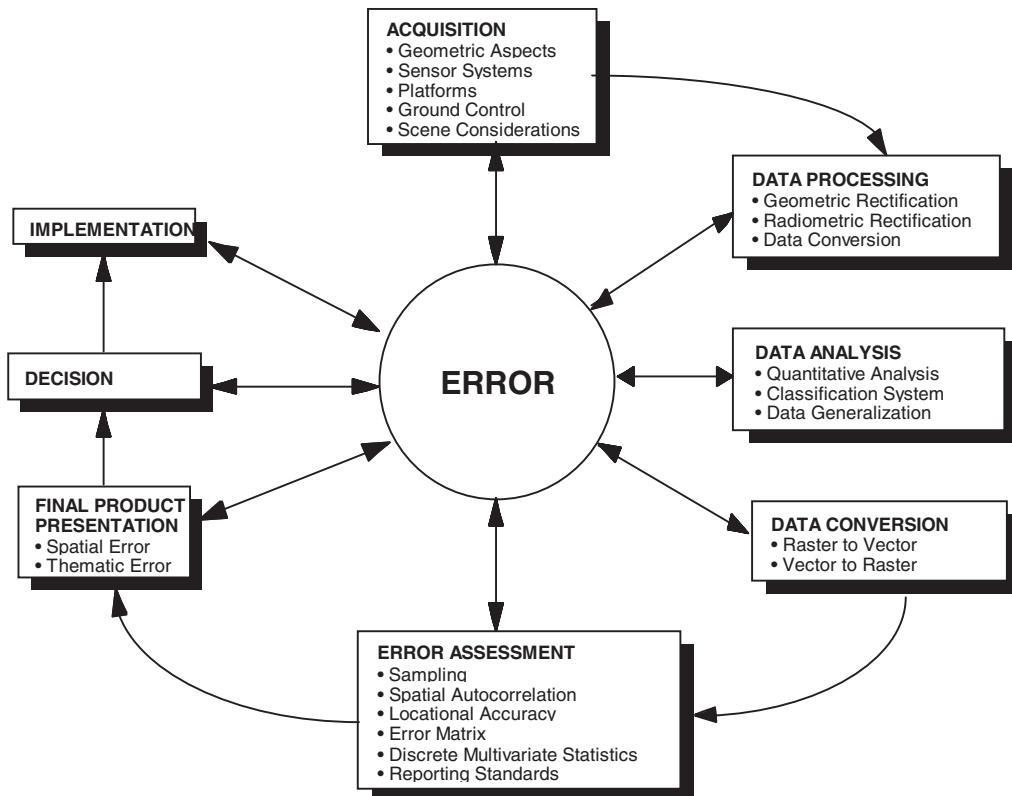 ACQUISITION
• Geometric Aspects
• Sensor Systems
• Platforms
• Ground Control
• Scene Considerations
DATA PROCESSING
• Geometric Rectification
• Radiometric Rectification
• Data Conversion
IMPLEMENTATION
DATA ANALYSIS
• Quantitative Analysis
• Classification System
• Data Generalization
DECISION
ERROR
FINAL PRODUCT
PRESENTATION
• Spatial Error
• Thematic Error
DATA CONVERSION
• Raster to Vector
• Vector to Raster
ERROR ASSESSMENT
• Sampling
• Spatial Autocorrelation
• Locational Accuracy
• Error Matrix
• Discrete Multivariate Statistics
• Reporting Standards